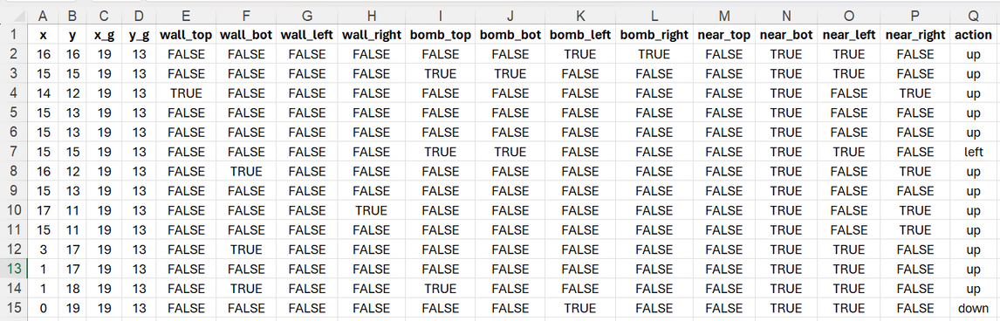 A B C D E F G H I J K L M N O P Q
1 x y x_g y_g wall_top wall_bot wall_left wall_right bomb_top bomb_bot bomb_left bomb_right near_top near_bot near_left near_right action
2 16 16 19 13 FALSE FALSE FALSE FALSE FALSE FALSE TRUE TRUE FALSE TRUE TRUE FALSE up
3 15 15 19 13 FALSE FALSE FALSE FALSE TRUE TRUE FALSE FALSE FALSE TRUE TRUE FALSE up
4 14 12 19 13 TRUE FALSE FALSE FALSE FALSE FALSE FALSE FALSE FALSE TRUE FALSE TRUE up
5 15 13 19 13 FALSE FALSE FALSE FALSE FALSE FALSE FALSE FALSE FALSE TRUE FALSE FALSE up
6 15 13 19 13 FALSE FALSE FALSE FALSE FALSE FALSE FALSE FALSE FALSE TRUE FALSE FALSE up
7 15 15 19 13 FALSE FALSE FALSE FALSE TRUE TRUE FALSE FALSE FALSE TRUE TRUE FALSE left
8 16 12 19 13 FALSE TRUE FALSE FALSE FALSE FALSE FALSE FALSE FALSE TRUE FALSE TRUE up
9 15 13 19 13 FALSE FALSE FALSE FALSE FALSE FALSE FALSE FALSE FALSE TRUE FALSE FALSE up
10 17 11 19 13 FALSE FALSE FALSE TRUE FALSE FALSE FALSE FALSE FALSE TRUE FALSE TRUE up
11 15 11 19 13 FALSE FALSE FALSE FALSE FALSE FALSE FALSE FALSE FALSE TRUE FALSE TRUE up
12 3 17 19 13 FALSE TRUE FALSE FALSE FALSE FALSE FALSE FALSE FALSE TRUE TRUE FALSE up
13 1 17 19 13 FALSE FALSE FALSE FALSE FALSE FALSE FALSE FALSE FALSE TRUE TRUE FALSE up
14 1 18 19 13 FALSE TRUE FALSE FALSE TRUE FALSE FALSE FALSE FALSE TRUE TRUE FALSE up
15 0 19 19 13 FALSE FALSE FALSE FALSE FALSE FALSE TRUE FALSE FALSE TRUE TRUE FALSE down